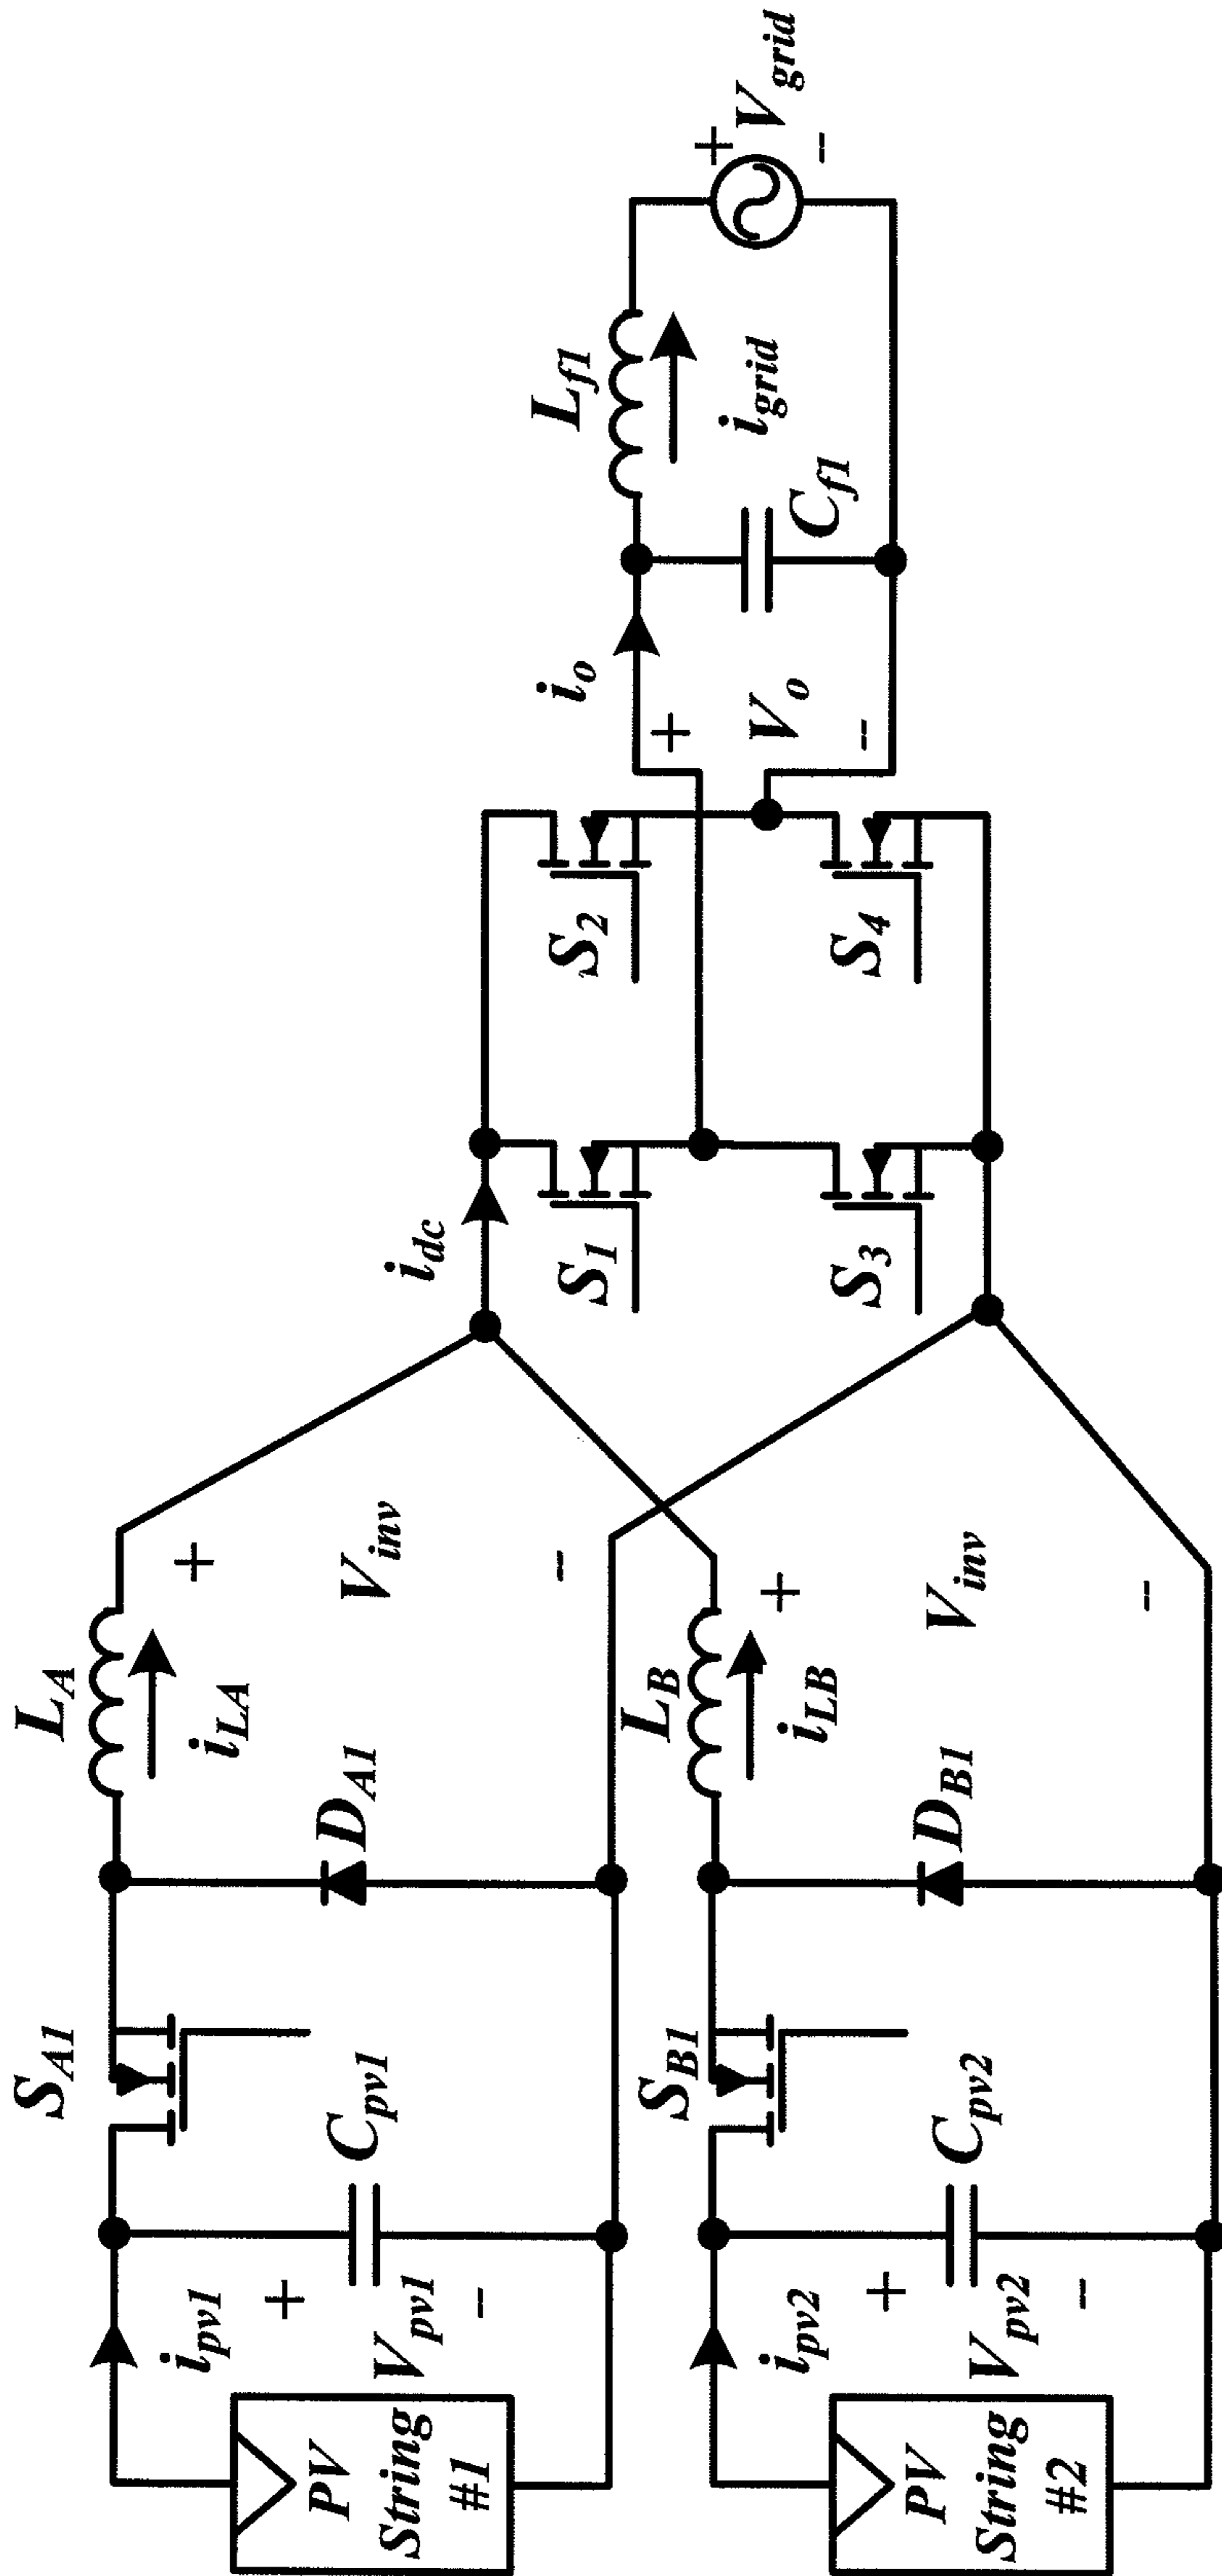 PV
String
#1
i_pv1
+
V_pv1
–
C_pv1
S_A1
D_A1
L_A
i_LA
+
V_inv
–
PV
String
#2
i_pv2
+
V_pv2
–
C_pv2
S_B1
D_B1
L_B
i_LB
+
V_inv
–
i_dc
S_1
S_2
S_3
S_4
i_o
+
V_o
–
C_f1
L_f1
i_grid
+
V_grid
–